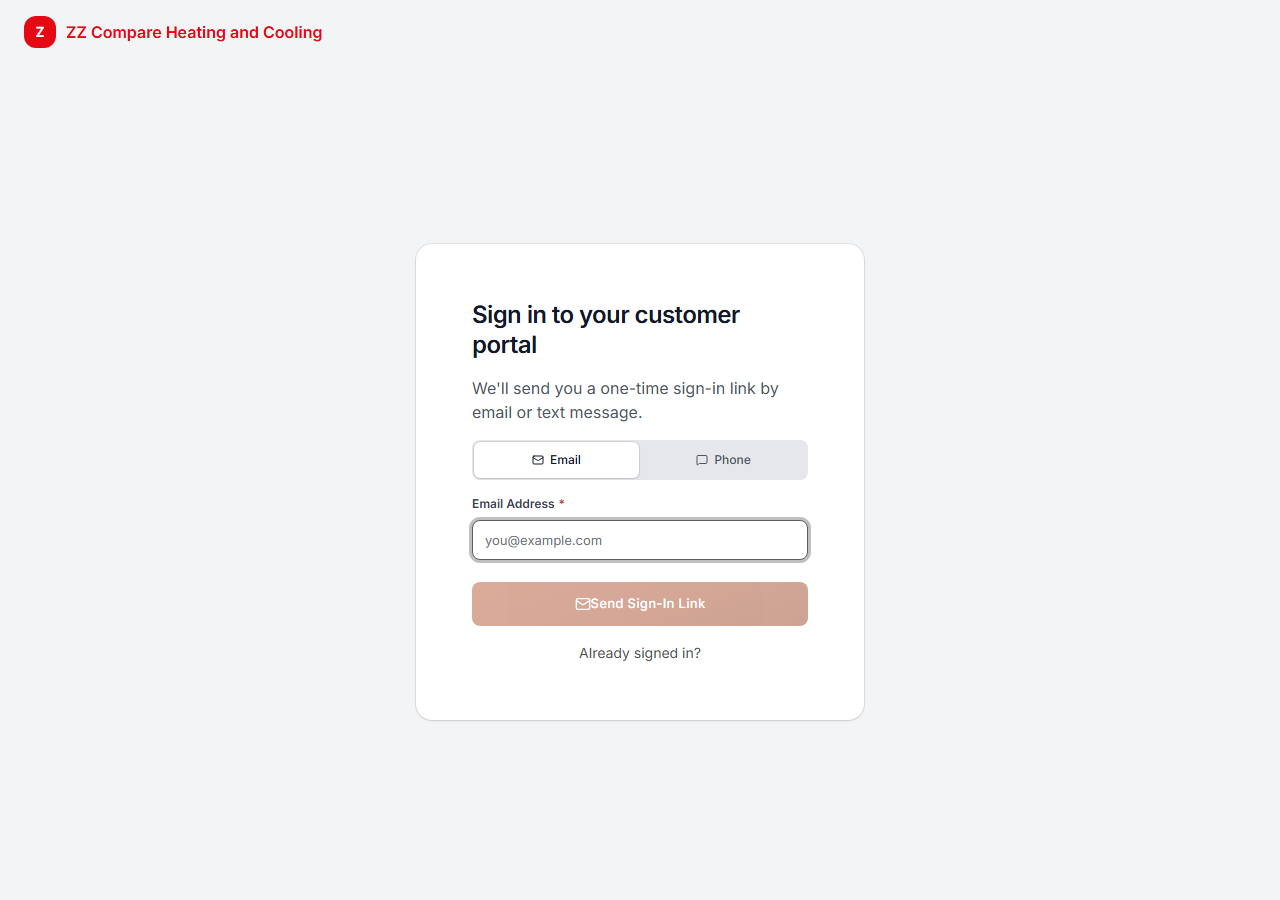 Z
ZZ Compare Heating and Cooling
Sign in to your customer
portal
We'll send you a one-time sign-in link by
email or text message.
Email
Phone
Email Address *
you@example.com
Send Sign-In Link
Already signed in?